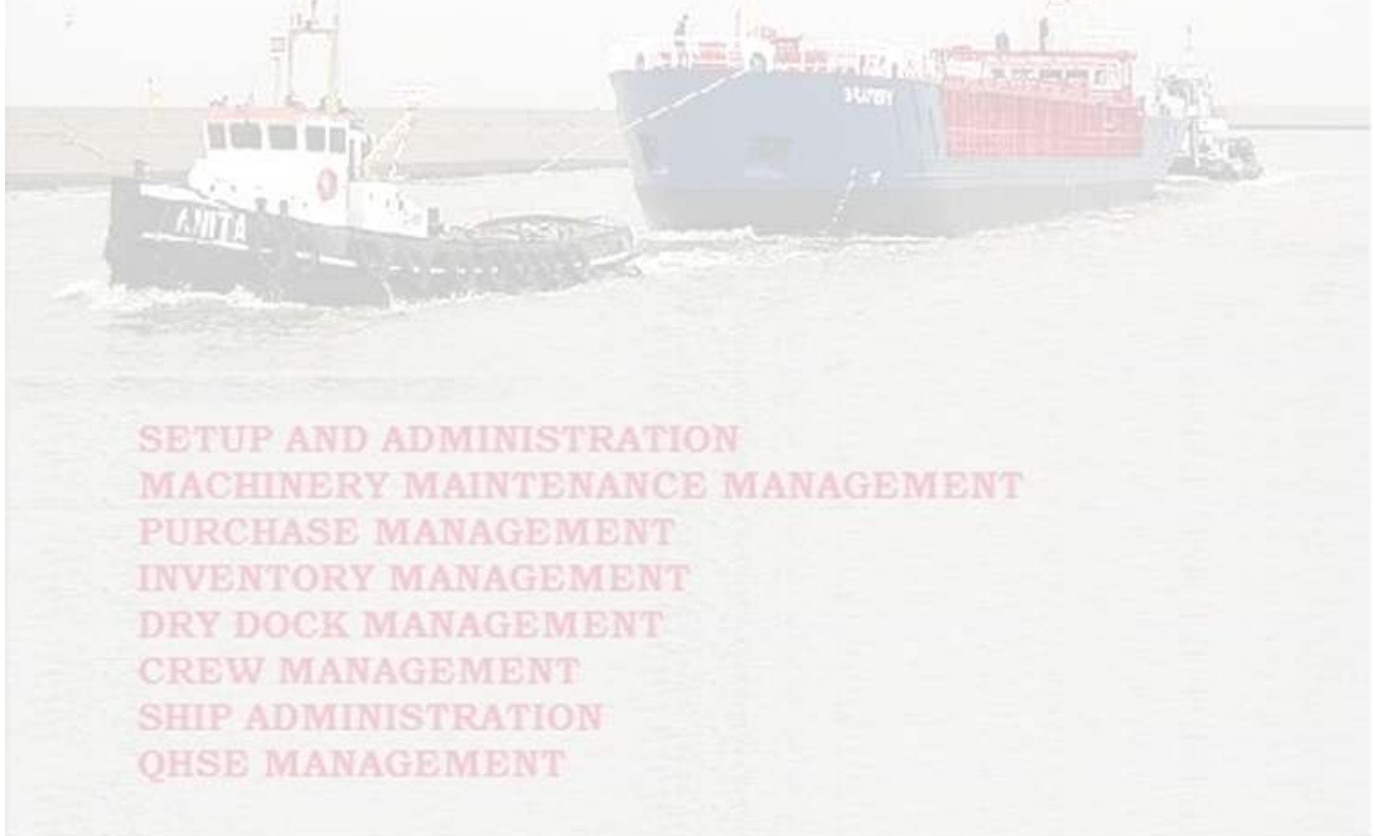 ANITA
SETUP AND ADMINISTRATION
MACHINERY MAINTENANCE MANAGEMENT
PURCHASE MANAGEMENT
INVENTORY MANAGEMENT
DRY DOCK MANAGEMENT
CREW MANAGEMENT
SHIP ADMINISTRATION
QHSE MANAGEMENT